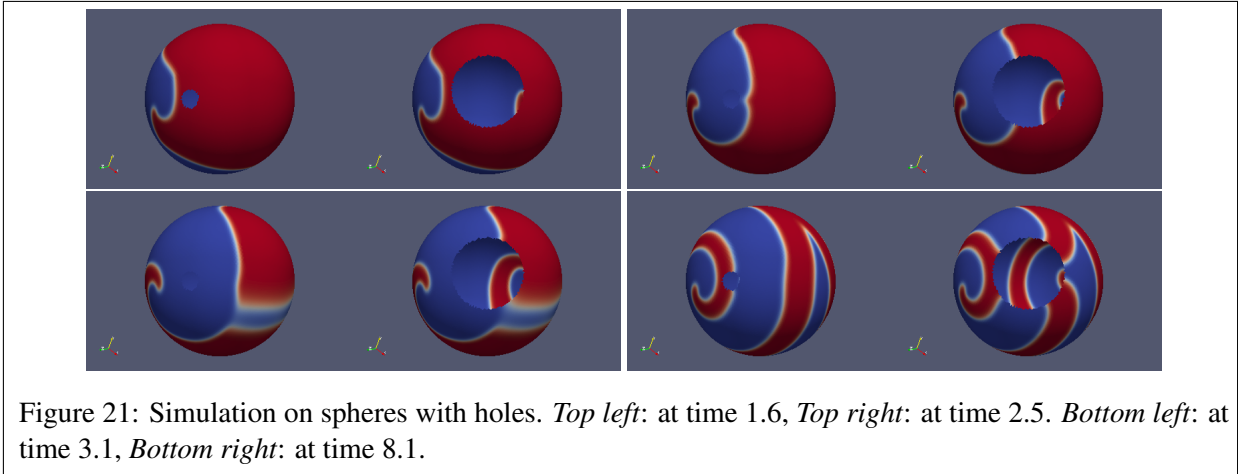 Figure 21: Simulation on spheres with holes. Top left: at time 1.6, Top right: at time 2.5. Bottom left: at
time 3.1, Bottom right: at time 8.1.